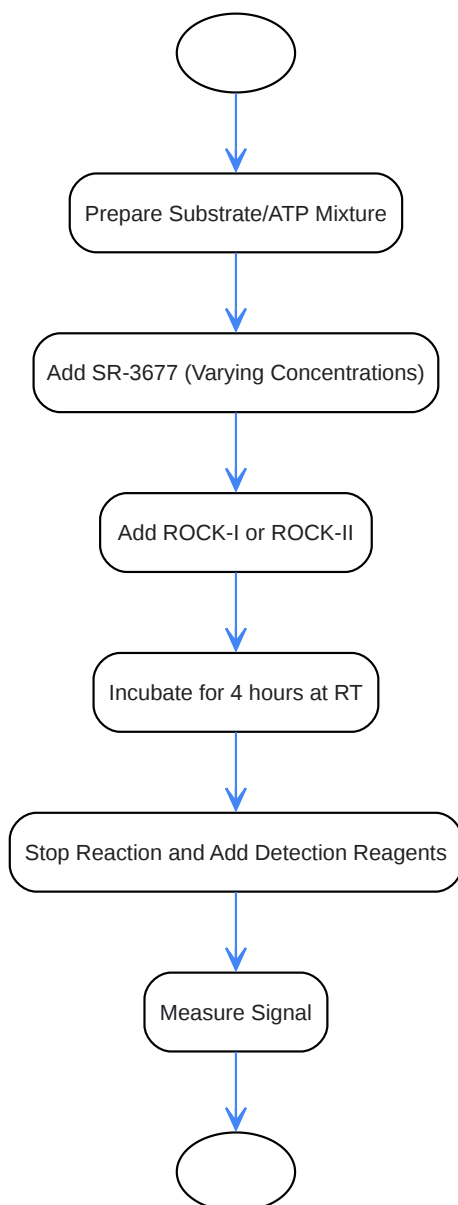 Prepare Substrate/ATP Mixture
Add SR-3677 (Varying Concentrations)
Add ROCK-I or ROCK-II
Incubate for 4 hours at RT
Stop Reaction and Add Detection Reagents
Measure Signal